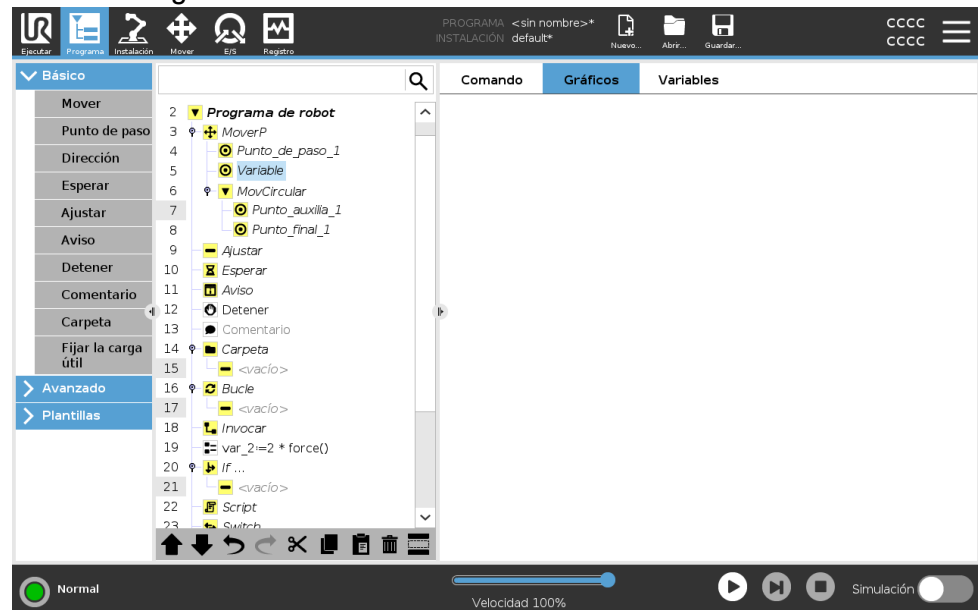 PROGRAMA <sin nombre>*
INSTALACIÓN default*
CCCC
CCCC
Ejecutar
Programa
Instalación
Mover
E/S
Registro
Nuevo...
Abrir...
Guardar...
Básico
Mover
Punto de paso
Dirección
Esperar
Ajustar
Aviso
Detener
Comentario
Carpeta
Fijar la carga
útil
Avanzado
Plantillas
2 Programa de robot
3 MoverP
4 Punto_de_paso_1
5 Variable
6 MovCircular
7 Punto_auxilia_1
8 Punto_final_1
9 Ajustar
10 Esperar
11 Aviso
12 Detener
13 Comentario
14 Carpeta
15 <vacío>
16 Bucle
17 <vacío>
18 Invocar
19 var_2:=2 * force()
20 If ...
21 <vacío>
22 Script
23 Switch
Comando
Gráficos
Variables
Normal
Velocidad 100%
Simulación